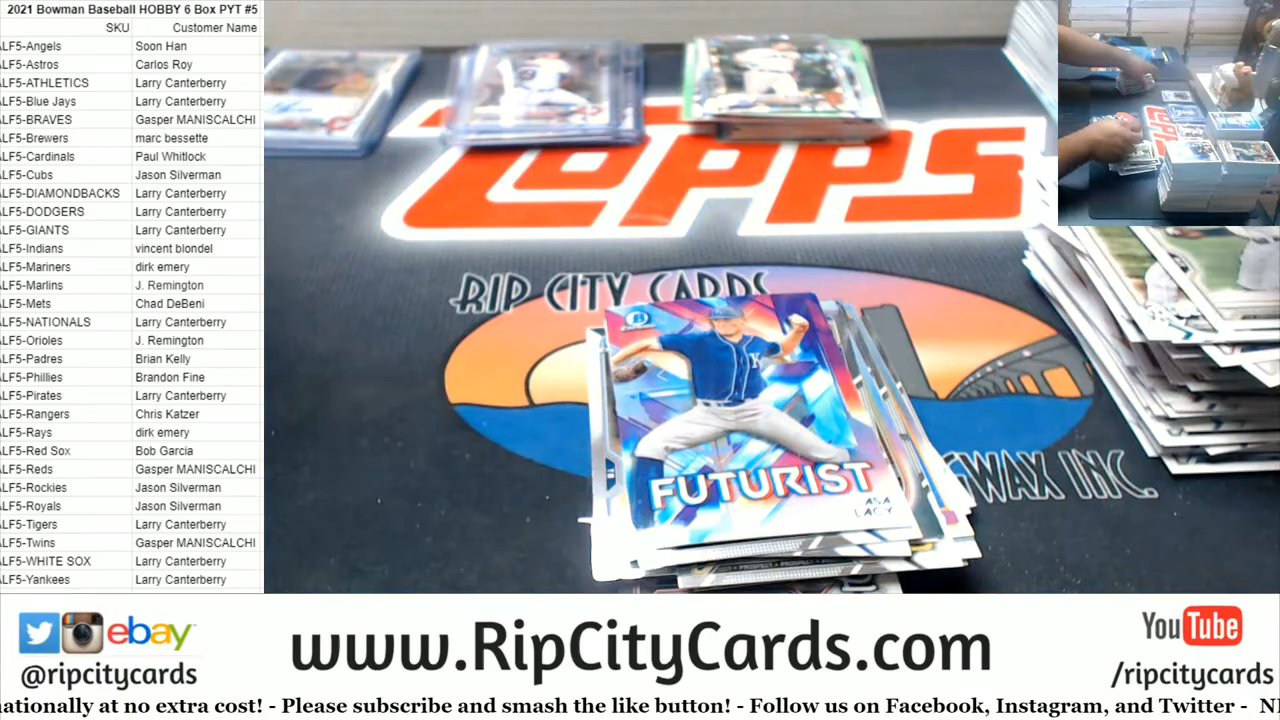 2021 Bowman Baseball HOBBY 6 Box PYT #5
SKU Customer Name
ALF5-Angels Soon Han
ALF5-Astros Carlos Roy
ALF5-ATHLETICS Larry Canterberry
ALF5-Blue Jays Larry Canterberry
ALF5-BRAVES Gasper MANISCALCHI
ALF5-Brewers marc bessette
ALF5-Cardinals Paul Whitlock
ALF5-Cubs Jason Silverman
ALF5-DIAMONDBACKS Larry Canterberry
ALF5-DODGERS Larry Canterberry
ALF5-GIANTS Larry Canterberry
ALF5-Indians vincent blondel
ALF5-Mariners dirk emery
ALF5-Marlins J. Remington
ALF5-Mets Chad DeBeni
ALF5-NATIONALS Larry Canterberry
ALF5-Orioles J. Remington
ALF5-Padres Brian Kelly
ALF5-Phillies Brandon Fine
ALF5-Pirates Larry Canterberry
ALF5-Rangers Chris Katzer
ALF5-Rays dirk emery
ALF5-Red Sox Bob Garcia
ALF5-Reds Gasper MANISCALCHI
ALF5-Rockies Jason Silverman
ALF5-Royals Jason Silverman
ALF5-Tigers Larry Canterberry
ALF5-Twins Gasper MANISCALCHI
ALF5-WHITE SOX Larry Canterberry
ALF5-Yankees Larry Canterberry
TOPPS
RIP CITY CARDS
FUTURIST
ASA
LACY
GWAX INC.
ebay
@ripcitycards
www.RipCityCards.com
YouTube
/ripcitycards
nationally at no extra cost! - Please subscribe and smash the like button! - Follow us on Facebook, Instagram, and Twitter -